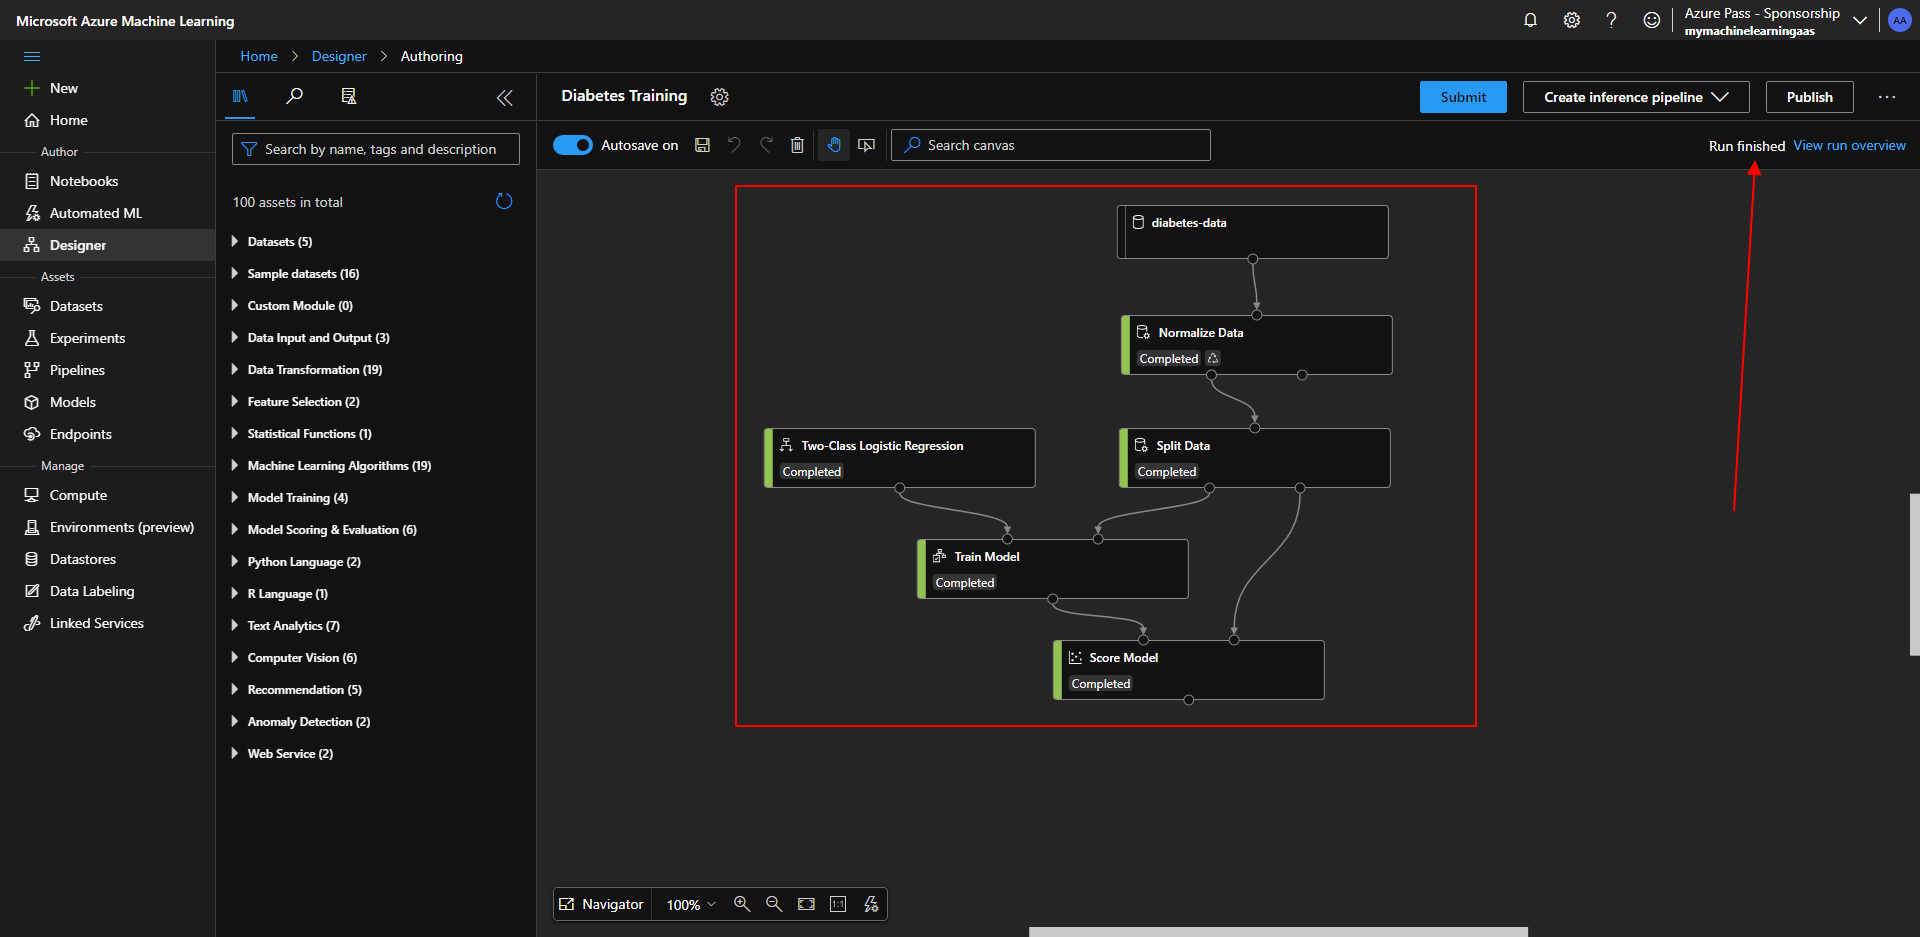 Microsoft Azure Machine Learning
Azure Pass - Sponsorship
mymachinelearningaas
AA
New
Home
Author
Notebooks
Automated ML
Designer
Assets
Datasets
Experiments
Pipelines
Models
Endpoints
Manage
Compute
Environments (preview)
Datastores
Data Labeling
Linked Services
Home > Designer > Authoring
Search by name, tags and description
100 assets in total
Datasets (5)
Sample datasets (16)
Custom Module (0)
Data Input and Output (3)
Data Transformation (19)
Feature Selection (2)
Statistical Functions (1)
Machine Learning Algorithms (19)
Model Training (4)
Model Scoring & Evaluation (6)
Python Language (2)
R Language (1)
Text Analytics (7)
Computer Vision (6)
Recommendation (5)
Anomaly Detection (2)
Web Service (2)
Diabetes Training
Submit
Create inference pipeline
Publish
Autosave on
Search canvas
Run finished View run overview
diabetes-data
Normalize Data
Completed
Two-Class Logistic Regression
Completed
Split Data
Completed
Train Model
Completed
Score Model
Completed
Navigator
100%
1:1